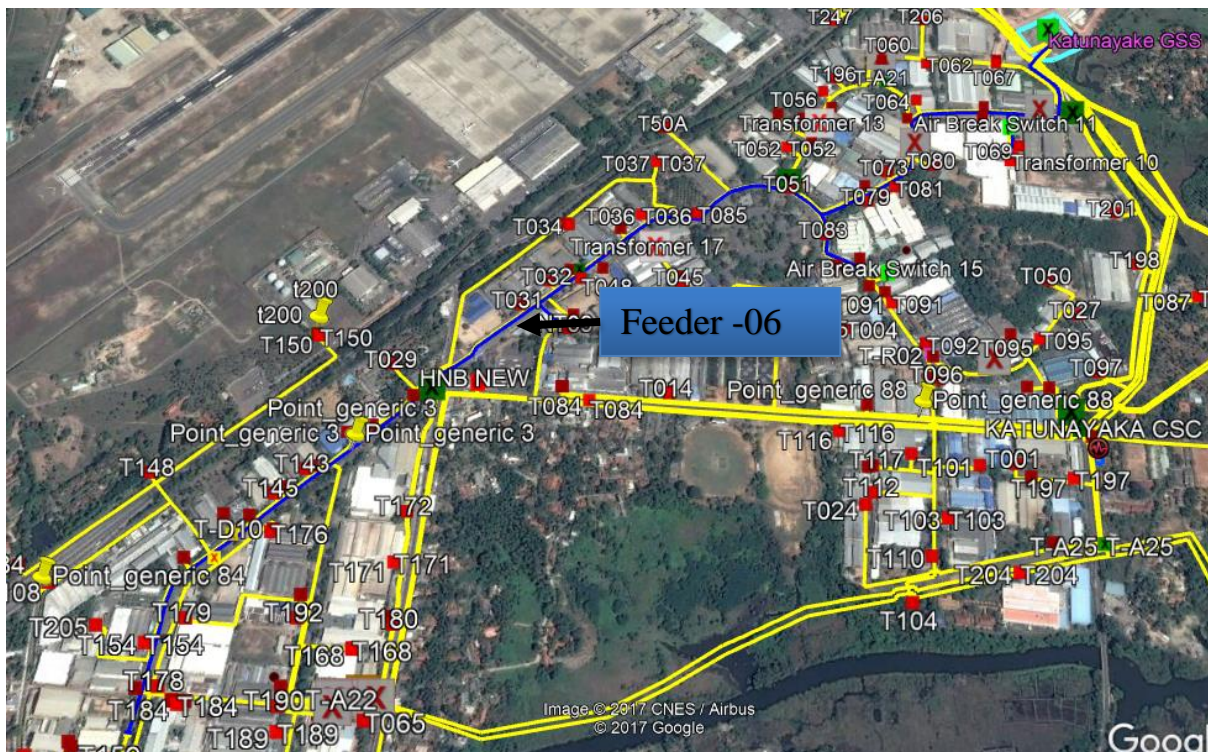 T247
T206
Katunayake GSS
T060
T062
T067
T-A21
T196
T056
T064
T50A
Transformer 13
Air Break Switch 11
T037
T037
T052
T052
T069
Transformer 10
T073
T080
T051
T079
T081
T036
T036
T085
T034
T083
T201
Transformer 17
T032
T048
T045
Air Break Switch 15
T198
T050
t200
t200
T031
T091
T091
T027
T087
Feeder -06
T150
T150
T004
T-R02
T092
T095
T095
T029
HNB NEW
T096
T097
T014
Point_generic 88
Point_generic 88
T084
T084
Point_generic 3
Point_generic 3
Point_generic 3
T116
T116
KATUNAYAKA CSC
T148
T143
T117
T101
T001
T145
T172
T112
T197
T197
T024
T-D10
T176
T103
T103
T110
T-A25
T-A25
T171
T171
T204
T204
Point_generic 84
T104
T179
T192
T180
T205
T154
T154
T168
T168
T178
T184
T184
T190
T-A22
T065
T189
T189
Image © 2017 CNES / Airbus
© 2017 Google